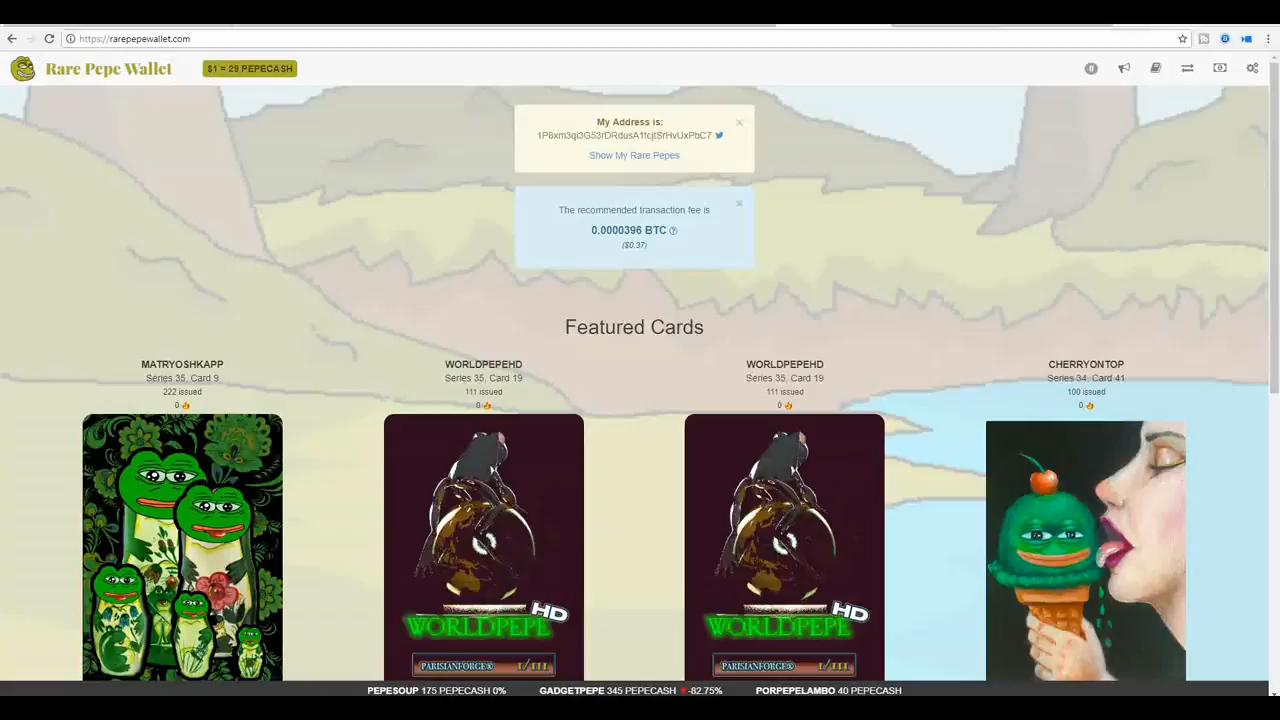 https://rarepepewallet.com
Rare Pepe Wallet
$1 = 29 PEPECASH
My Address is:
Show My Rare Pepes
The recommended transaction fee is
0.0000396 BTC
($0.37)
Featured Cards
MATRYOSHKAPP
Series 35, Card 9
222 issued
0
WORLDPEPEHD
Series 35, Card 19
111 issued
0
WORLDPEPEHD
Series 35, Card 19
111 issued
0
CHERRYONTOP
Series 34, Card 41
100 issued
0
HD
WORLDPEPE
PARISIANFORGE®
HD
WORLDPEPE
PARISIANFORGE®
PEPESOUP 175 PEPECASH 0% GADGETPEPE 345 PEPECASH -82.75% PORPEPELAMBO 40 PEPECASH